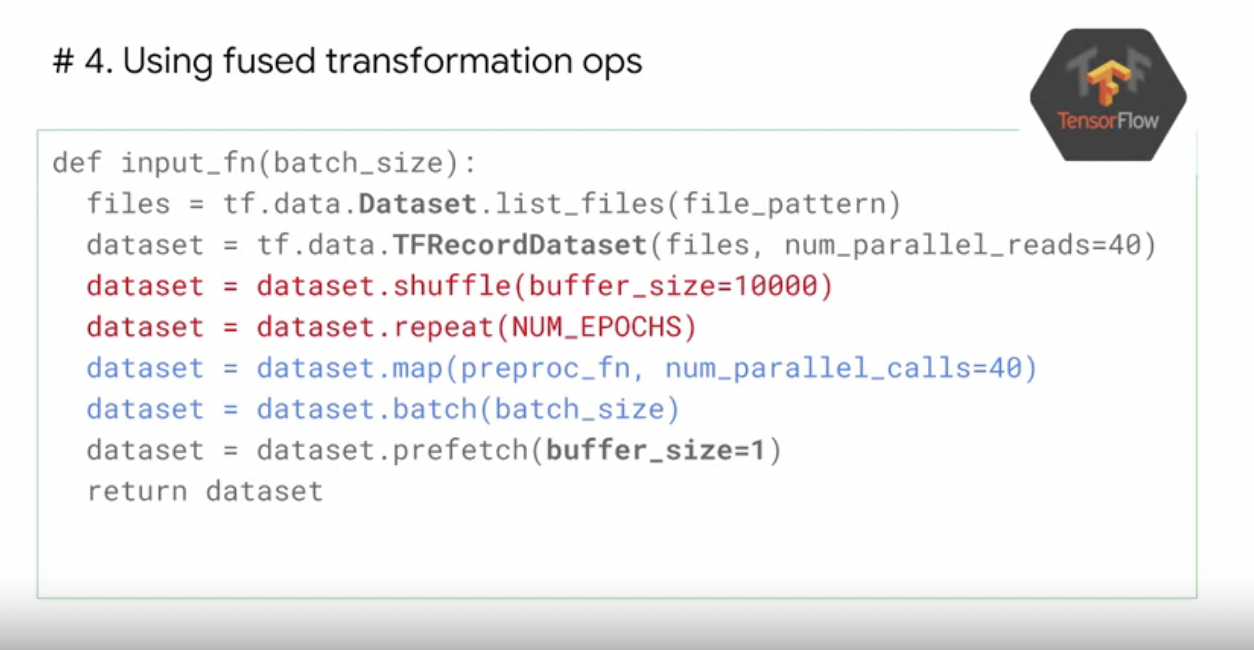 # 4. Using fused transformation ops
TensorFlow
def input_fn(batch_size):
  files = tf.data.Dataset.list_files(file_pattern)
  dataset = tf.data.TFRecordDataset(files, num_parallel_reads=40)
  dataset = dataset.shuffle(buffer_size=10000)
  dataset = dataset.repeat(NUM_EPOCHS)
  dataset = dataset.map(preproc_fn, num_parallel_calls=40)
  dataset = dataset.batch(batch_size)
  dataset = dataset.prefetch(buffer_size=1)
  return dataset